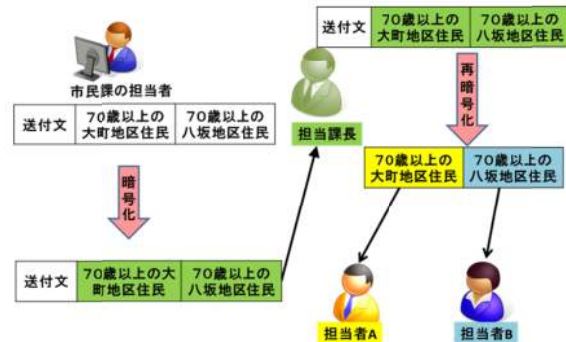 市民課の担当者
送付文
70歳以上の
大町地区住民
70歳以上の
八坂地区住民
暗号化
送付文
70歳以上の大
町地区住民
70歳以上の
八坂地区住民
担当課長
送付文
70歳以上の
大町地区住民
70歳以上の
八坂地区住民
再暗号化
70歳以上の
大町地区住民
70歳以上の
八坂地区住民
担当者A
担当者B